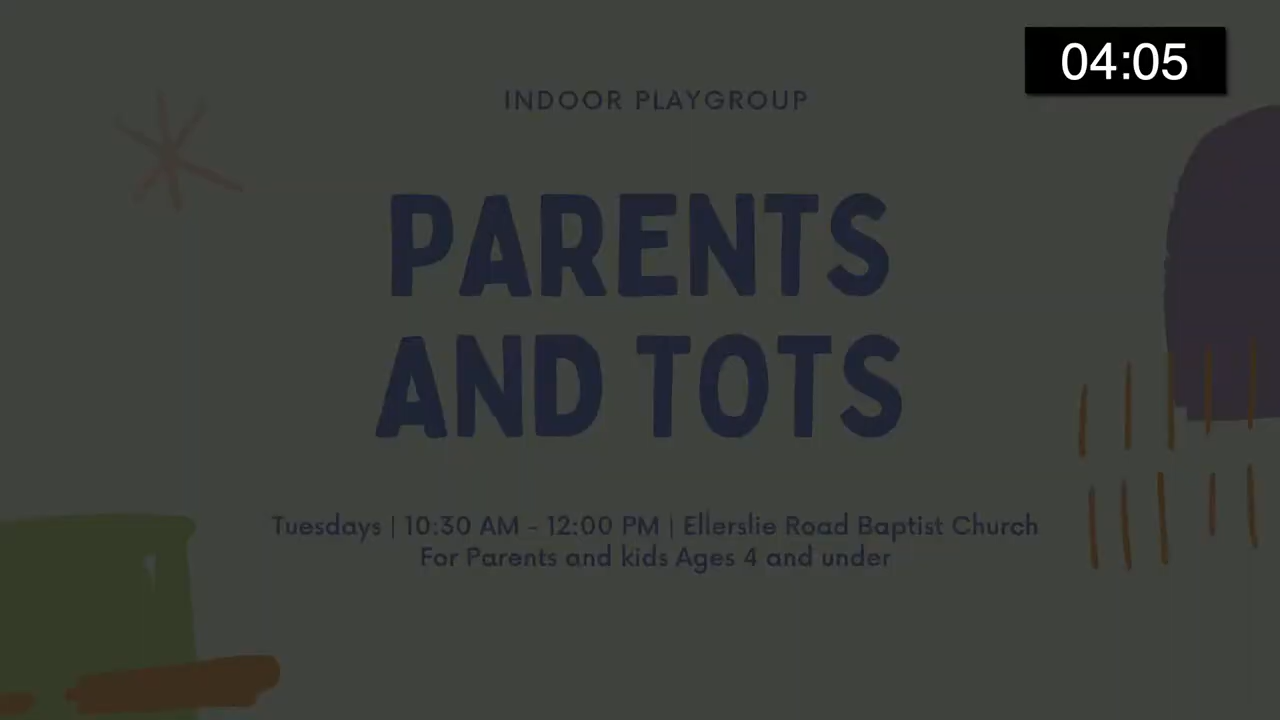 04:05
INDOOR PLAYGROUP
PARENTS
AND TOTS
Tuesdays | 10:30 AM - 12:00 PM | Ellerslie Road Baptist Church
For Parents and kids Ages 4 and under